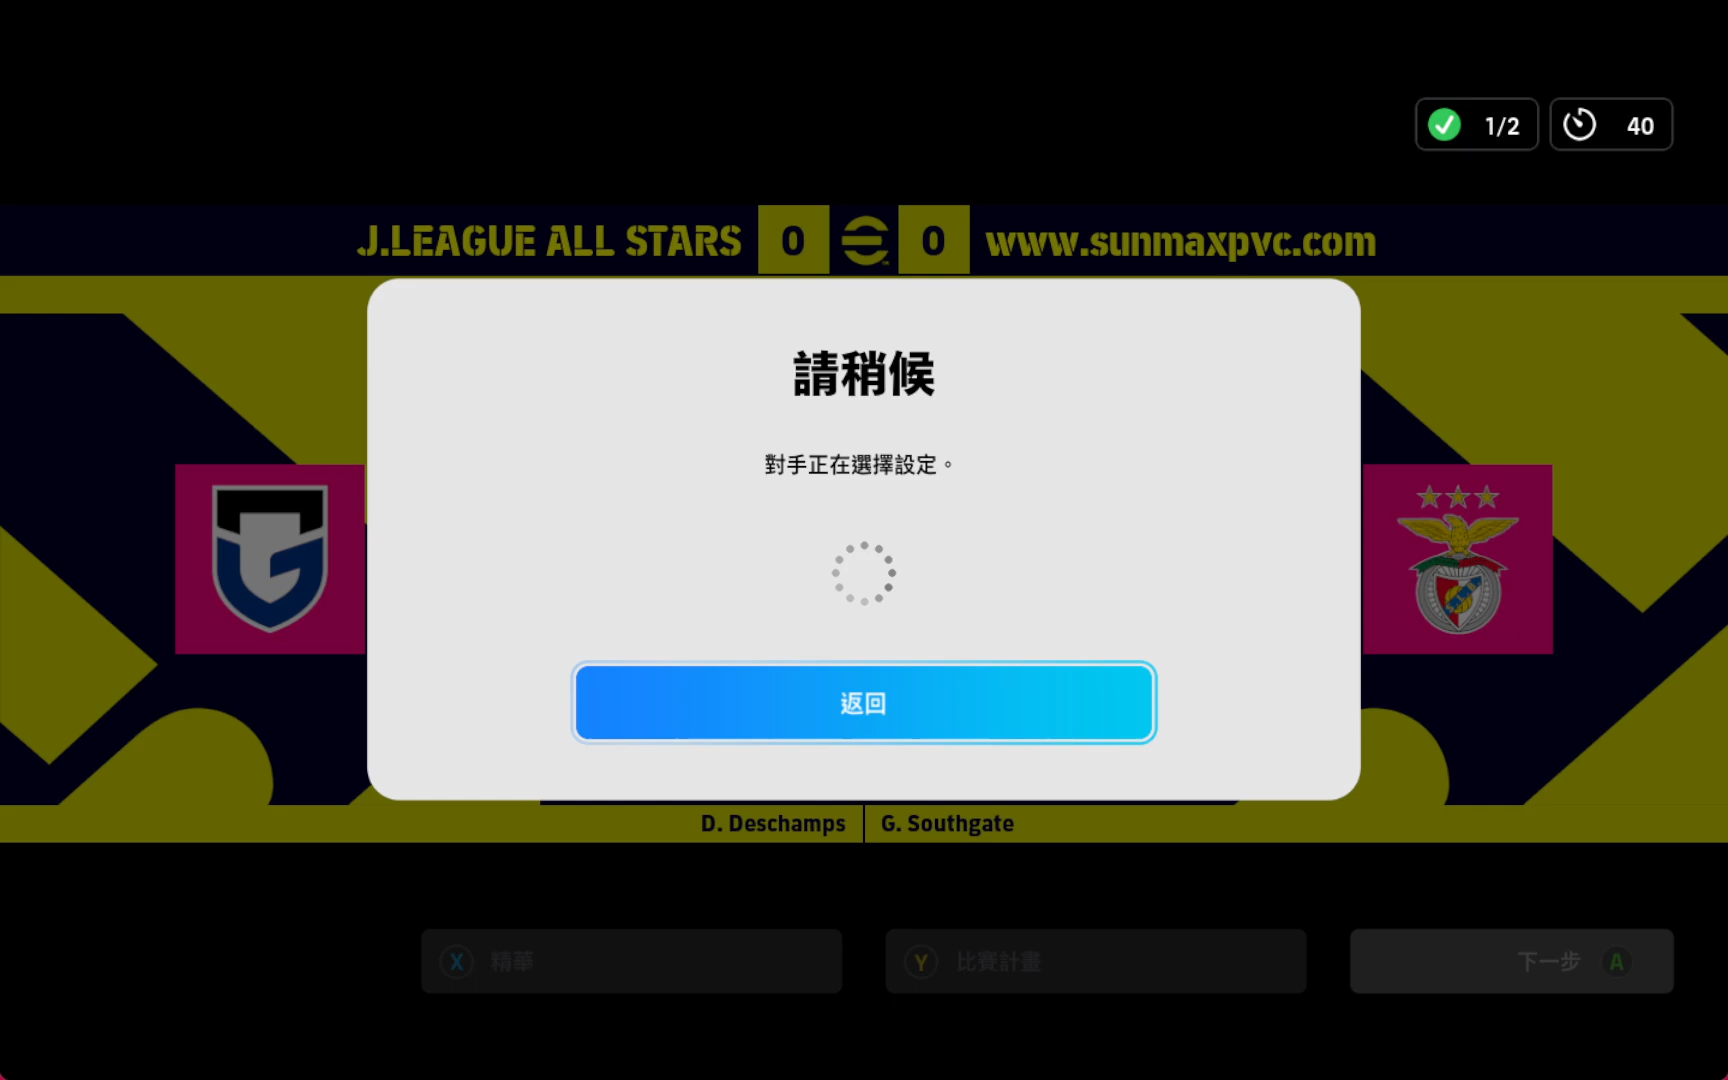 1/2
40
J.LEAGUE ALL STARS 0 0 www.sunmaxpvc.com
請稍候
對手正在選擇設定。
返回
D. Deschamps
G. Southgate
X 精華
Y 比賽計畫
下一步 A